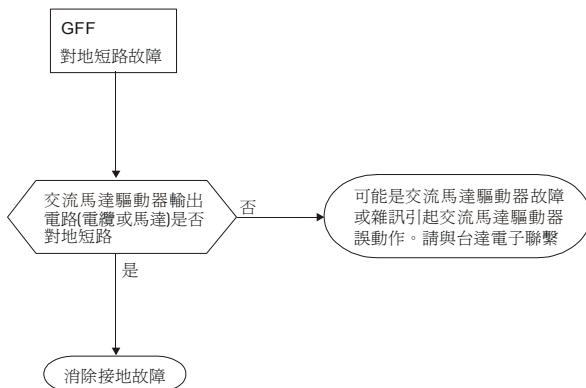 GFF
對地短路故障
交流馬達驅動器輸出
電路(電纜或馬達)是否
對地短路
否
可能是交流馬達驅動器故障
或雜訊引起交流馬達驅動器
誤動作。請與台達電子聯繫
是
消除接地故障